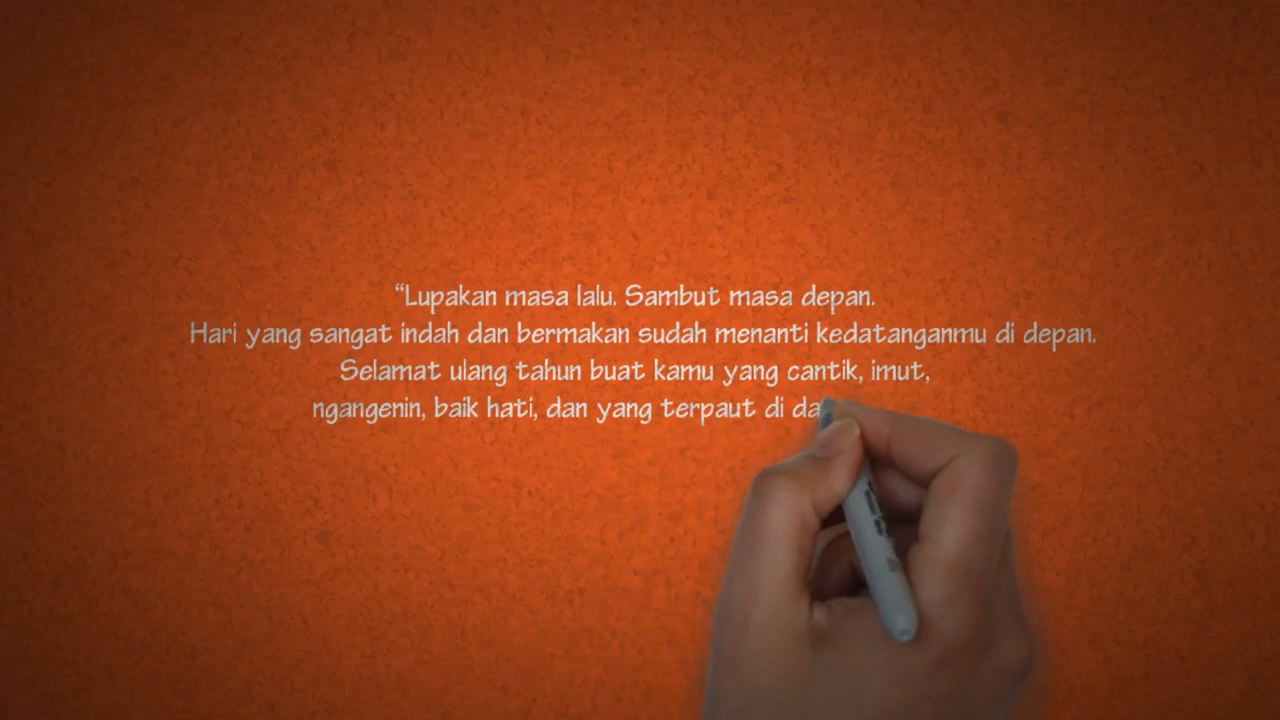 “Lupakan masa lalu. Sambut masa depan.
Hari yang sangat indah dan bermakan sudah menanti kedatanganmu di depan.
Selamat ulang tahun buat kamu yang cantik, imut,
ngangenin, baik hati, dan yang terpaut di da